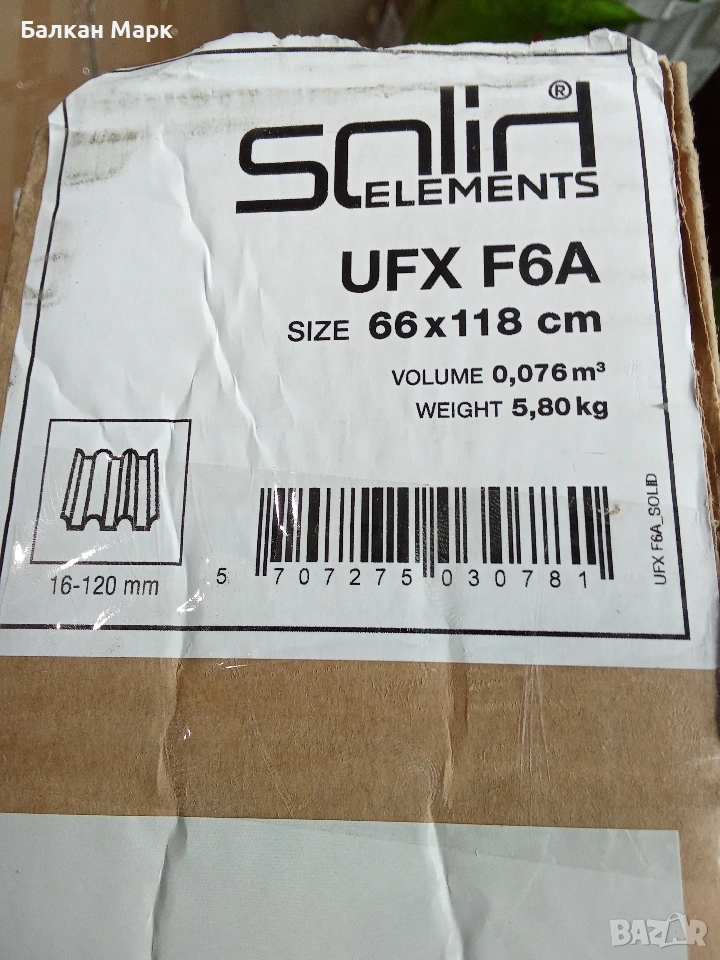 Балкан Марк
Solid®
ELEMENTS
UFX F6A
SIZE 66x118 cm
VOLUME 0,076 m³
WEIGHT 5,80 kg
16-120 mm
5 707275 030781
UFX F6A_SOLID
BAZAR